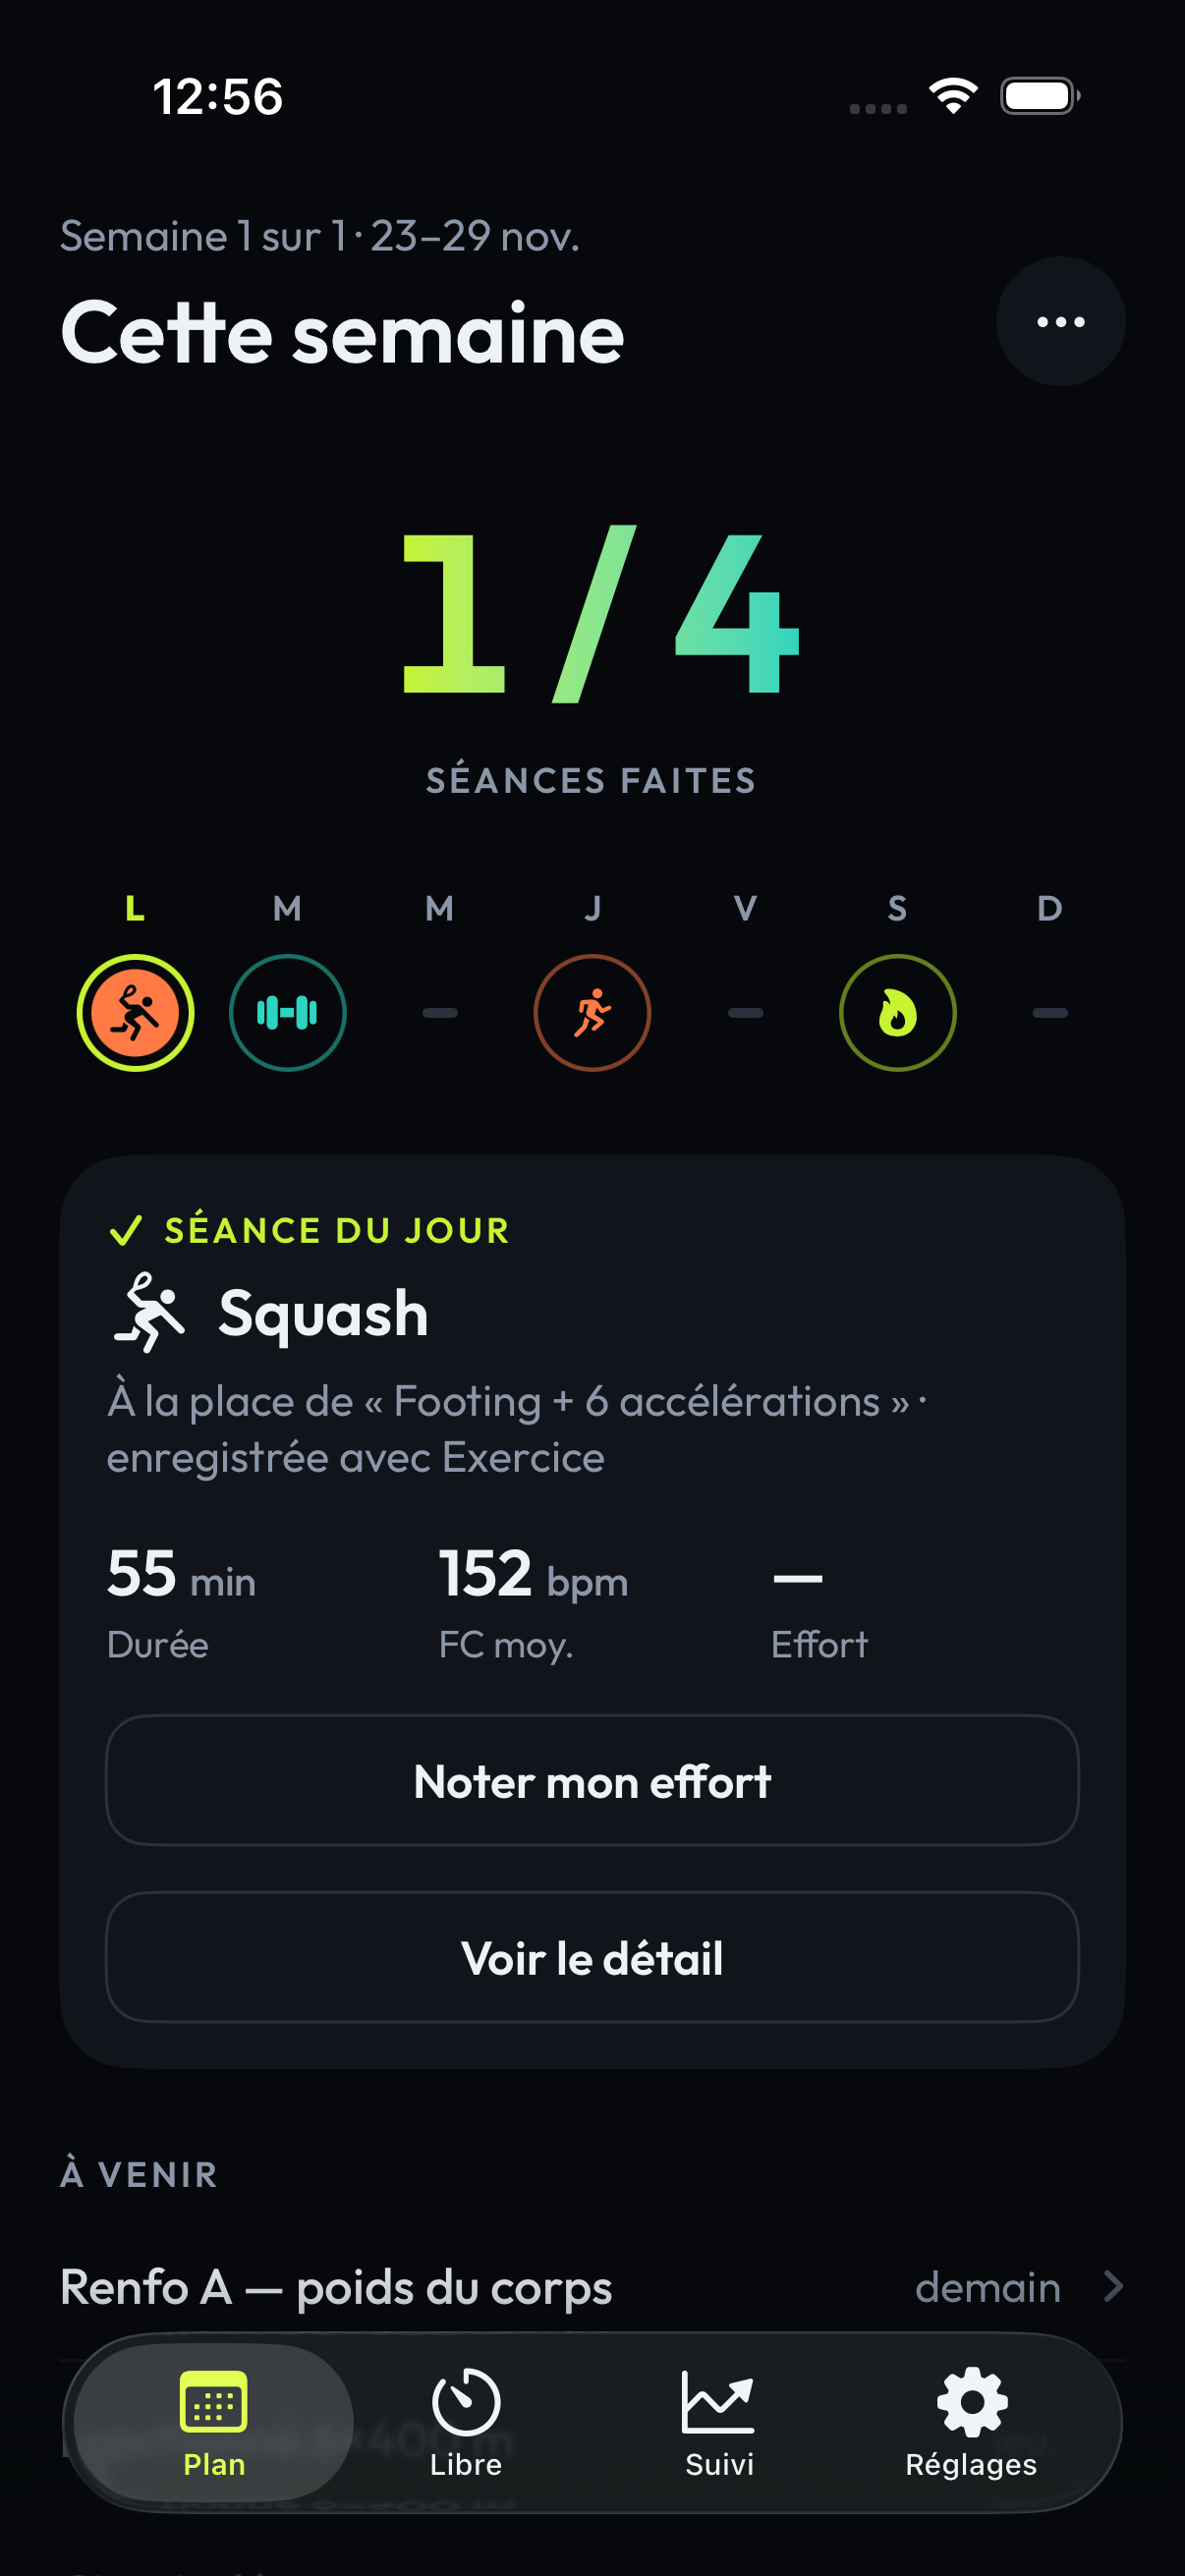 12:56
Semaine 1 sur 1 · 23–29 nov.
Cette semaine
1/4
SÉANCES FAITES
L M M J V S D
SÉANCE DU JOUR
Squash
À la place de « Footing + 6 accélérations » ·
enregistrée avec Exercice
55 min 152 bpm —
Durée FC moy. Effort
Noter mon effort
Voir le détail
À VENIR
Renfo A — poids du corps demain
400 m jeu.
Plan Libre Suivi Réglages